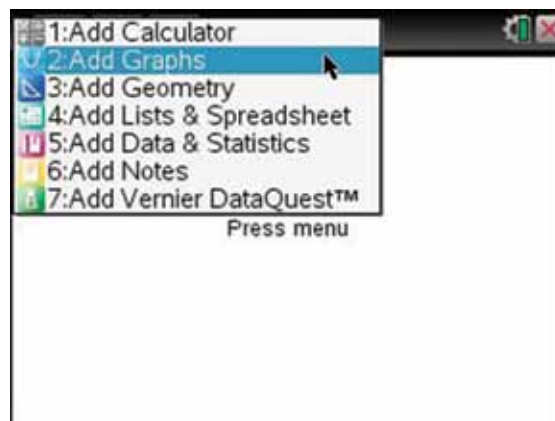 1:Add Calculator
2:Add Graphs
3:Add Geometry
4:Add Lists & Spreadsheet
5:Add Data & Statistics
6:Add Notes
7:Add Vernier DataQuest™
Press menu